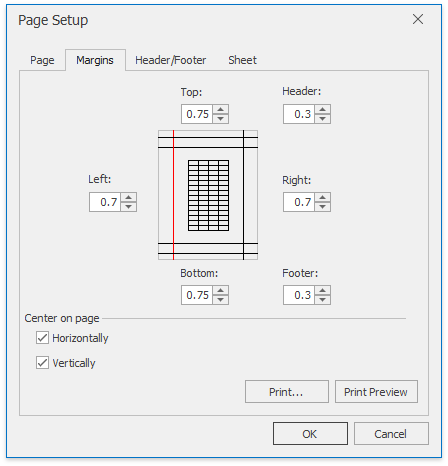 Page Setup
Page Margins Header/Footer Sheet
Top: Header:
0.75 0.3
Left: Right:
0.7 0.7
Bottom: Footer:
0.75 0.3
Center on page
Horizontally
Vertically
Print... Print Preview
OK Cancel